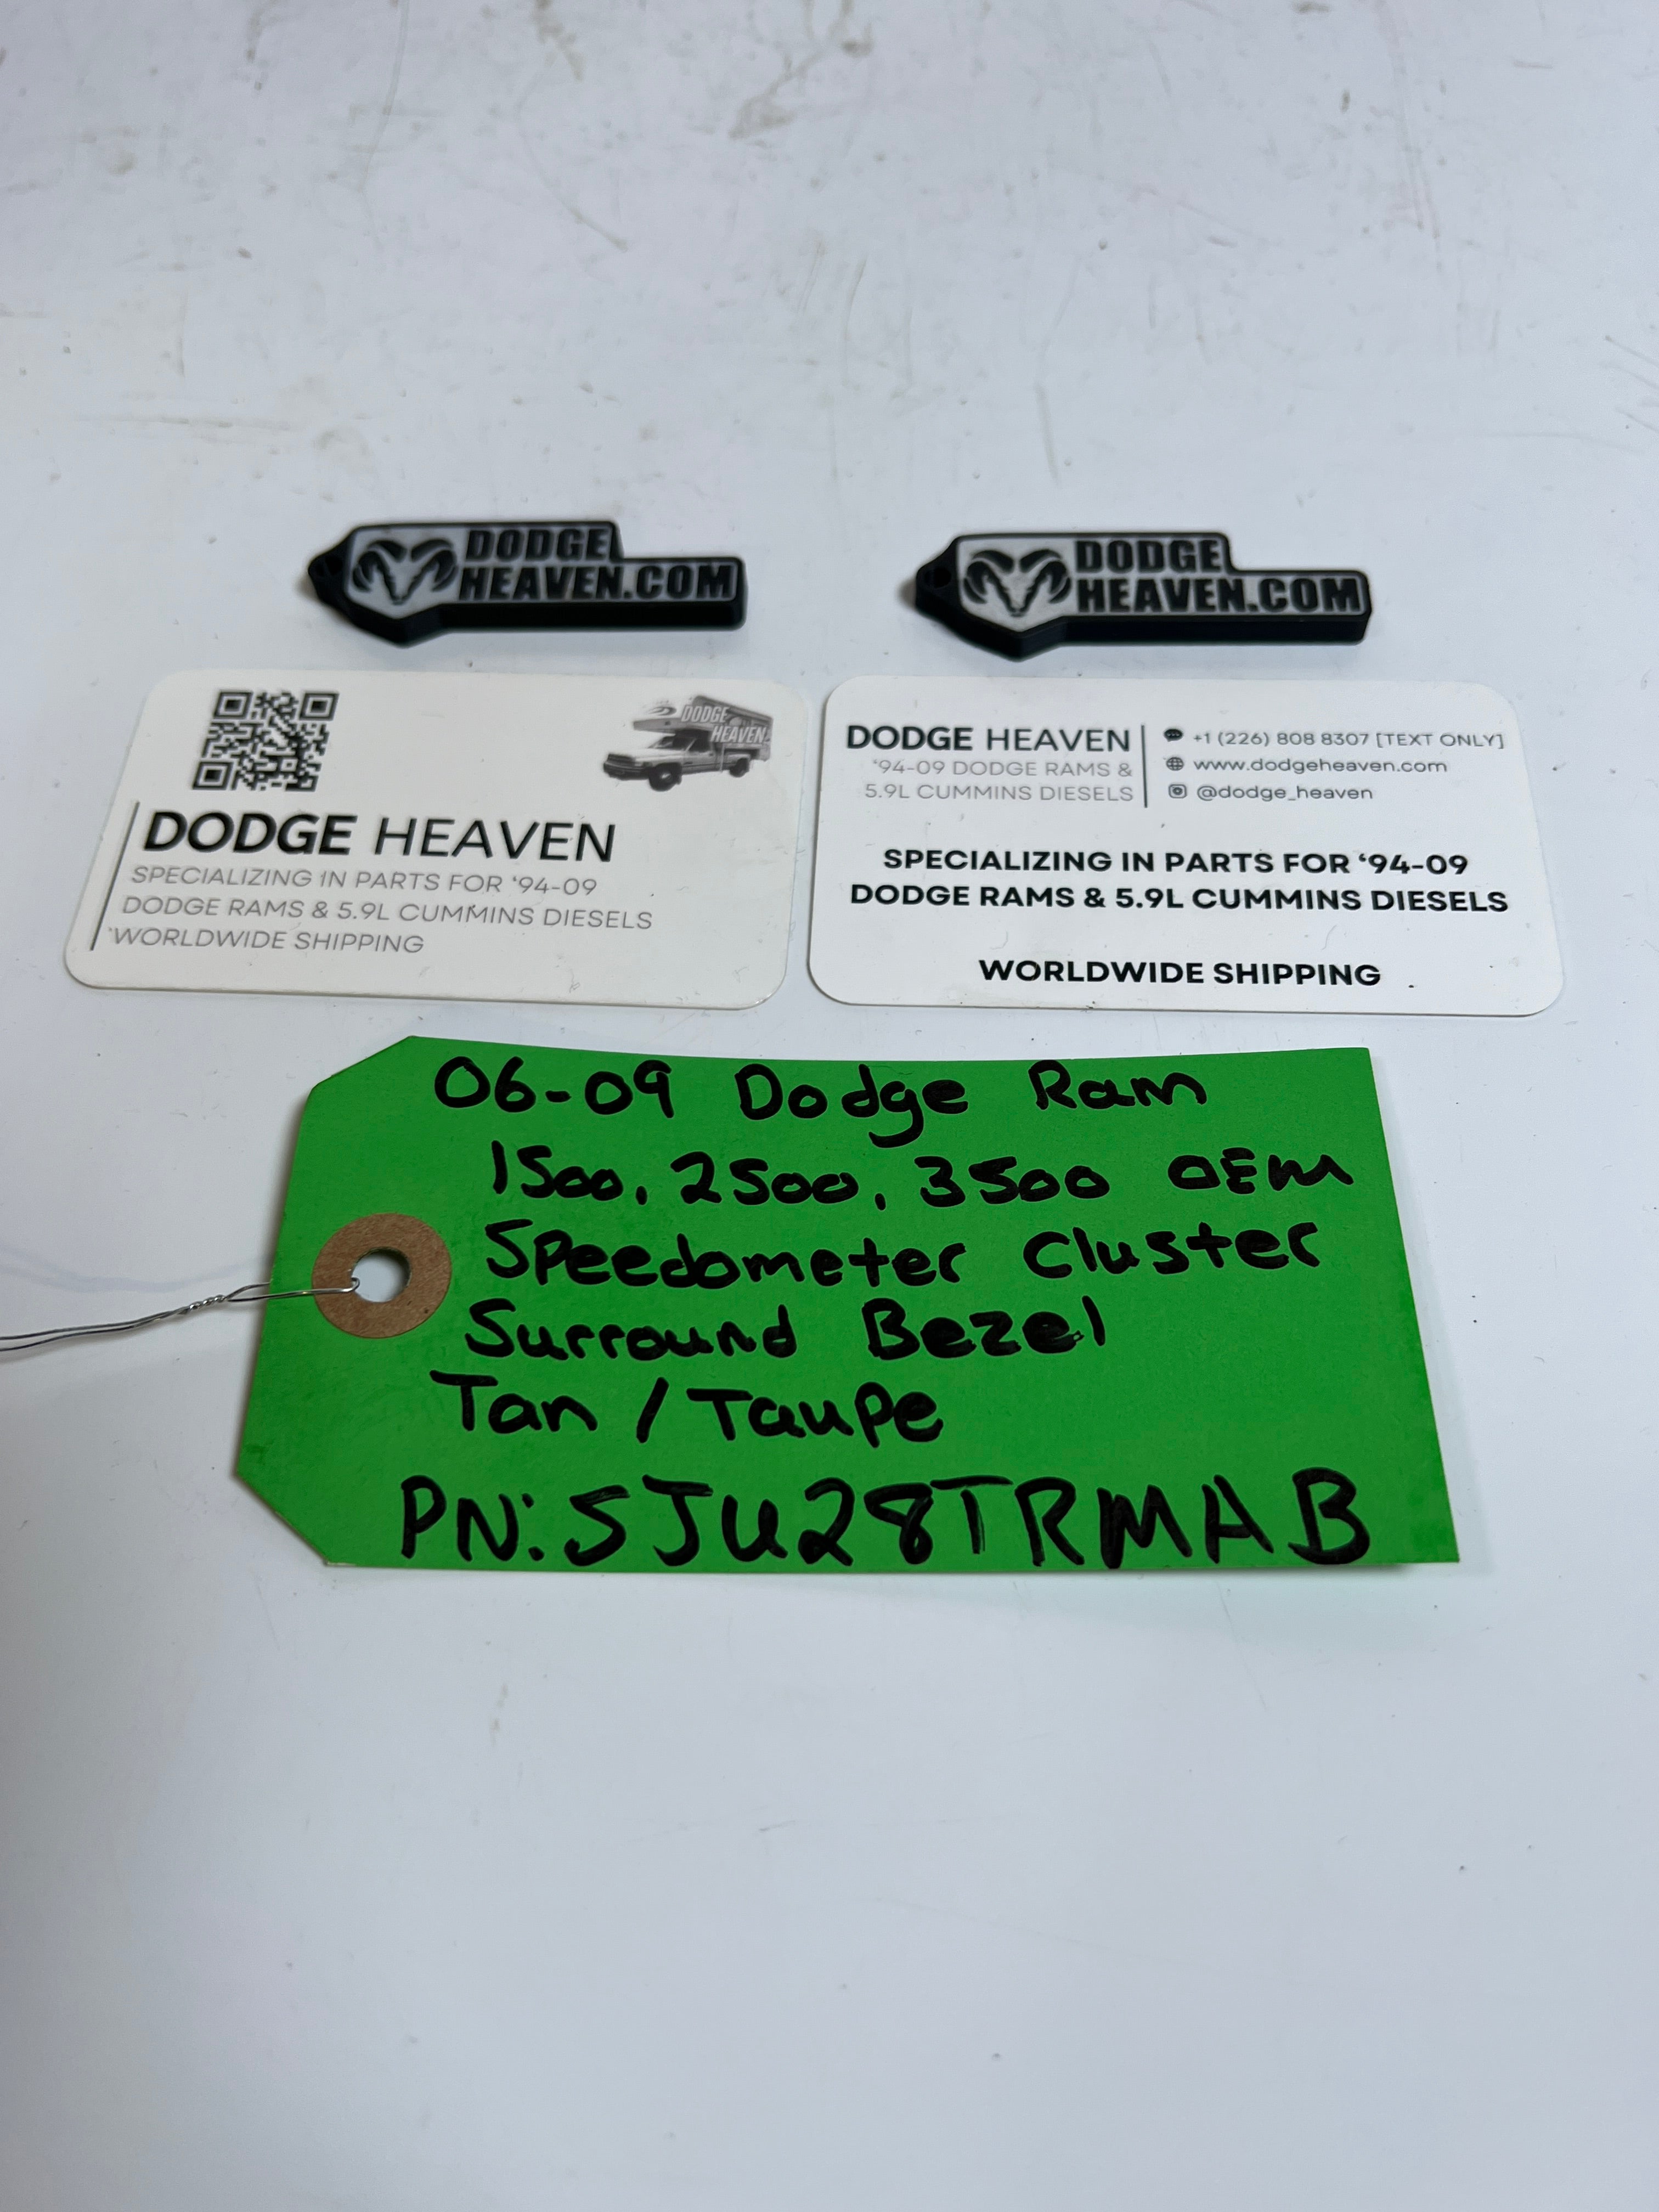 DODGE
HEAVEN.COM
DODGE
HEAVEN.COM
DODGE
HEAVEN
DODGE HEAVEN
SPECIALIZING IN PARTS FOR ‘94-09
DODGE RAMS & 5.9L CUMMINS DIESELS
WORLDWIDE SHIPPING
DODGE HEAVEN
‘94-09 DODGE RAMS &
5.9L CUMMINS DIESELS
+1 (226) 808 8307 [TEXT ONLY]
www.dodgeheaven.com
@dodge_heaven
SPECIALIZING IN PARTS FOR ‘94-09
DODGE RAMS & 5.9L CUMMINS DIESELS
WORLDWIDE SHIPPING
06-09 Dodge Ram
1500, 2500, 3500 OEM
Speedometer Cluster
Surround Bezel
Tan / Taupe
PN: SJU28TRMAB